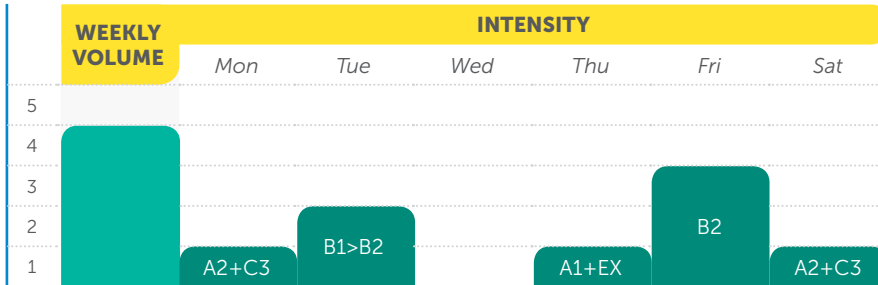 WEEKLY
VOLUME
INTENSITY
Mon Tue Wed Thu Fri Sat
5
4
3
2
1
B1>B2
B2
A2+C3
A1+EX
A2+C3